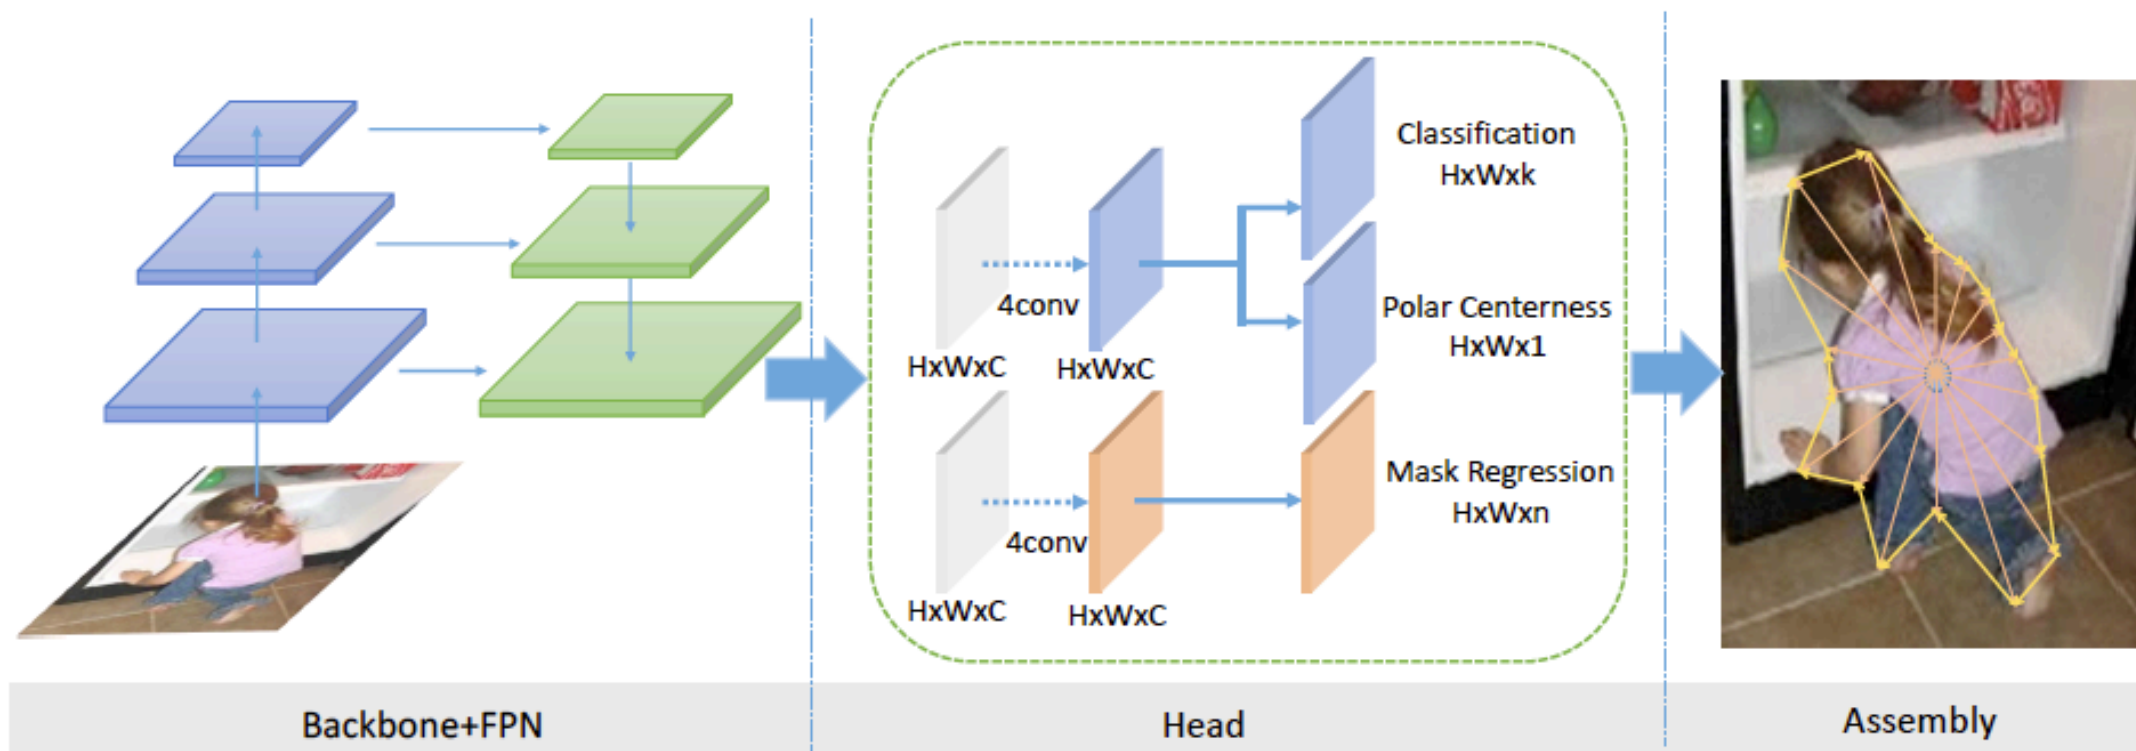 Classification
HxWxk
4conv
Polar Centerness
HxWx1
HxWxC
HxWxC
Mask Regression
HxWxn
4conv
HxWxC
HxWxC
Backbone+FPN
Head
Assembly